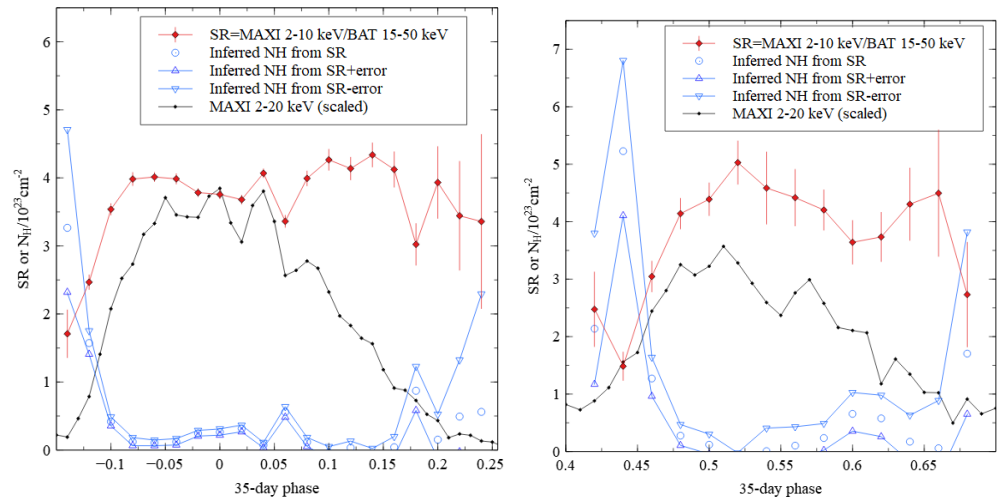 SR=MAXI 2-10 keV/BAT 15-50 keV
Inferred NH from SR
Inferred NH from SR+error
Inferred NH from SR-error
MAXI 2-20 keV (scaled)
SR or N_H/10^23 cm^-2
6
5
4
3
2
1
0
−0.1
−0.05
0
0.05
0.1
0.15
0.2
0.25
35-day phase
SR=MAXI 2-10 keV/BAT 15-50 keV
Inferred NH from SR
Inferred NH from SR+error
Inferred NH from SR-error
MAXI 2-20 keV (scaled)
SR or N_H/10^23 cm^-2
7
6
5
4
3
2
1
0
0.4
0.45
0.5
0.55
0.6
0.65
35-day phase